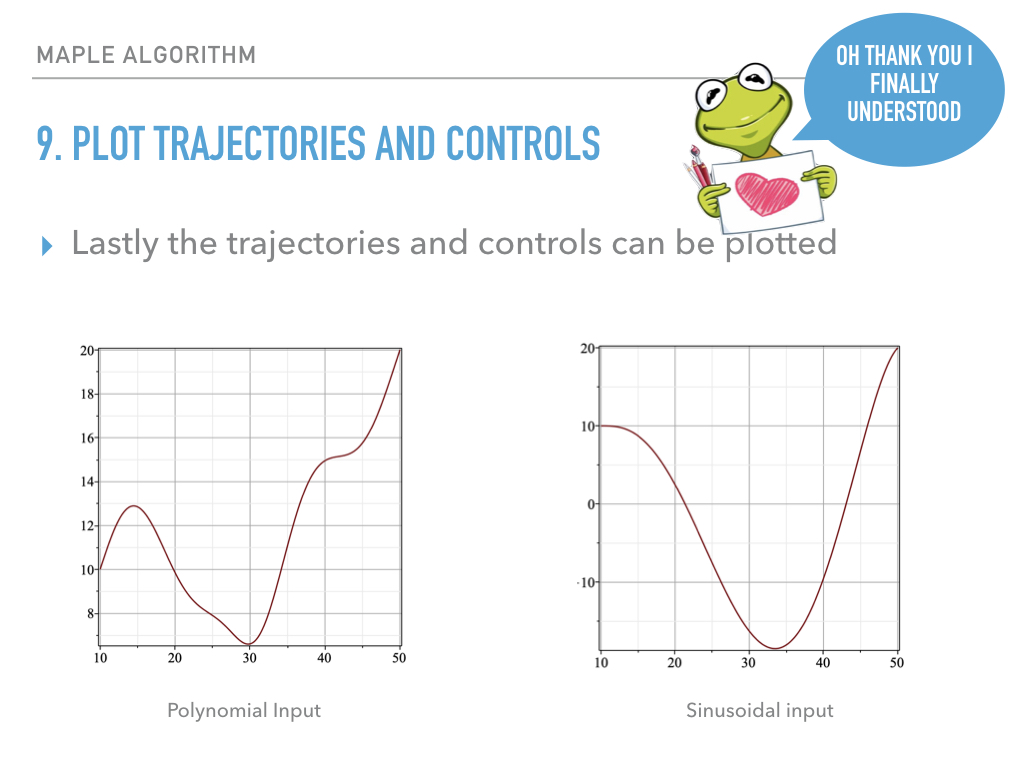 MAPLE ALGORITHM
OH THANK YOU I
FINALLY
UNDERSTOOD
9. PLOT TRAJECTORIES AND CONTROLS
Lastly the trajectories and controls can be plotted
20
18
16
14
12
10
8
10 20 30 40 50
Polynomial Input
20
10
0
-10
10 20 30 40 50
Sinusoidal input